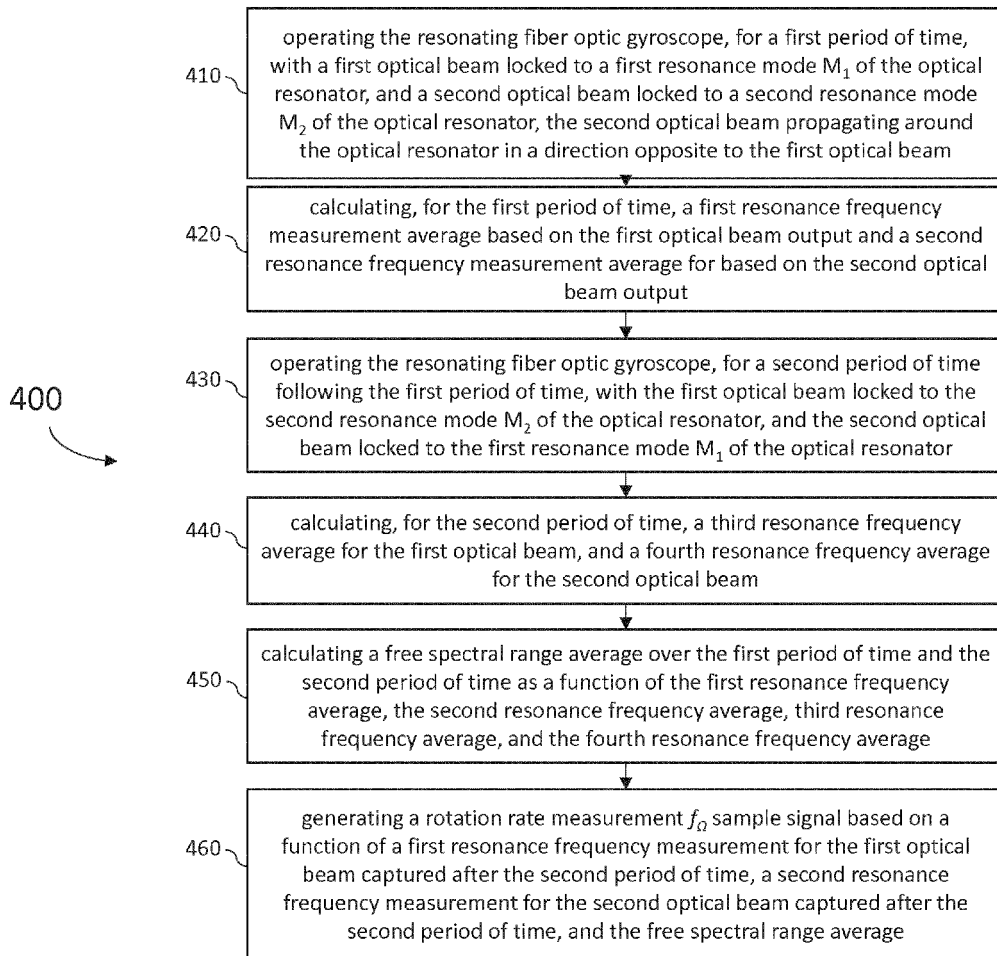 410
operating the resonating fiber optic gyroscope, for a first period of time,
with a first optical beam locked to a first resonance mode M₁ of the optical
resonator, and a second optical beam locked to a second resonance mode
M₂ of the optical resonator, the second optical beam propagating around
the optical resonator in a direction opposite to the first optical beam
420
calculating, for the first period of time, a first resonance frequency
measurement average based on the first optical beam output and a second
resonance frequency measurement average for based on the second optical
beam output
400
430
operating the resonating fiber optic gyroscope, for a second period of time
following the first period of time, with the first optical beam locked to the
second resonance mode M₂ of the optical resonator, and the second optical
beam locked to the first resonance mode M₁ of the optical resonator
440
calculating, for the second period of time, a third resonance frequency
average for the first optical beam, and a fourth resonance frequency average
for the second optical beam
450
calculating a free spectral range average over the first period of time and the
second period of time as a function of the first resonance frequency
average, the second resonance frequency average, third resonance
frequency average, and the fourth resonance frequency average
460
generating a rotation rate measurement f_Ω sample signal based on a
function of a first resonance frequency measurement for the first optical
beam captured after the second period of time, a second resonance
frequency measurement for the second optical beam captured after the
second period of time, and the free spectral range average